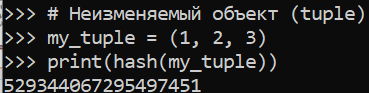 >>> # Неизменяемый объект (tuple)
>>> my_tuple = (1, 2, 3)
>>> print(hash(my_tuple))
529344067295497451